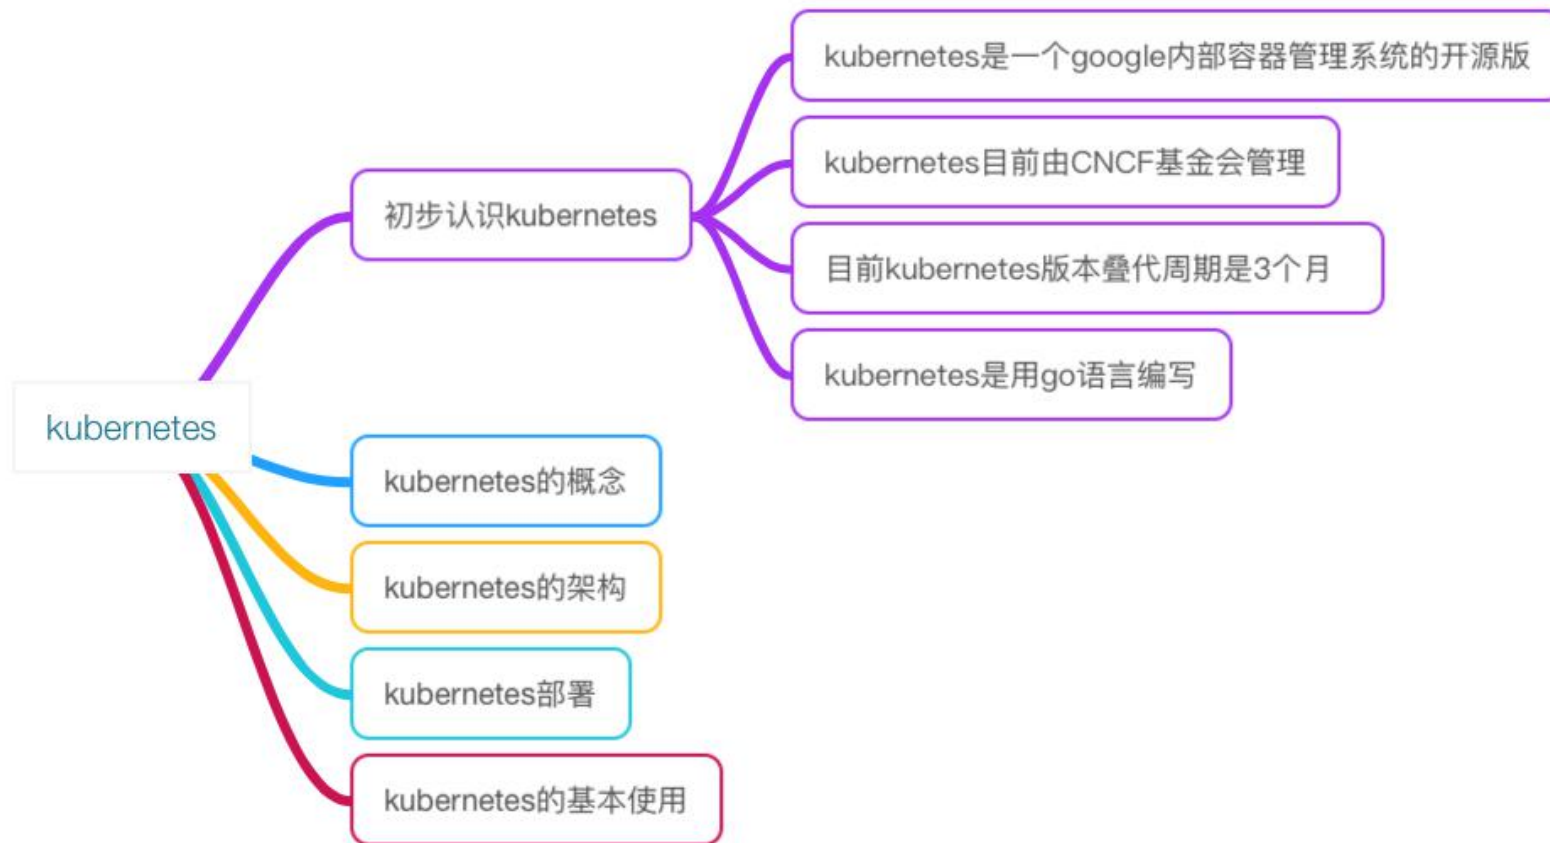 kubernetes
初步认识kubernetes
kubernetes是一个google内部容器管理系统的开源版
kubernetes目前由CNCF基金会管理
目前kubernetes版本叠代周期是3个月
kubernetes是用go语言编写
kubernetes的概念
kubernetes的架构
kubernetes部署
kubernetes的基本使用